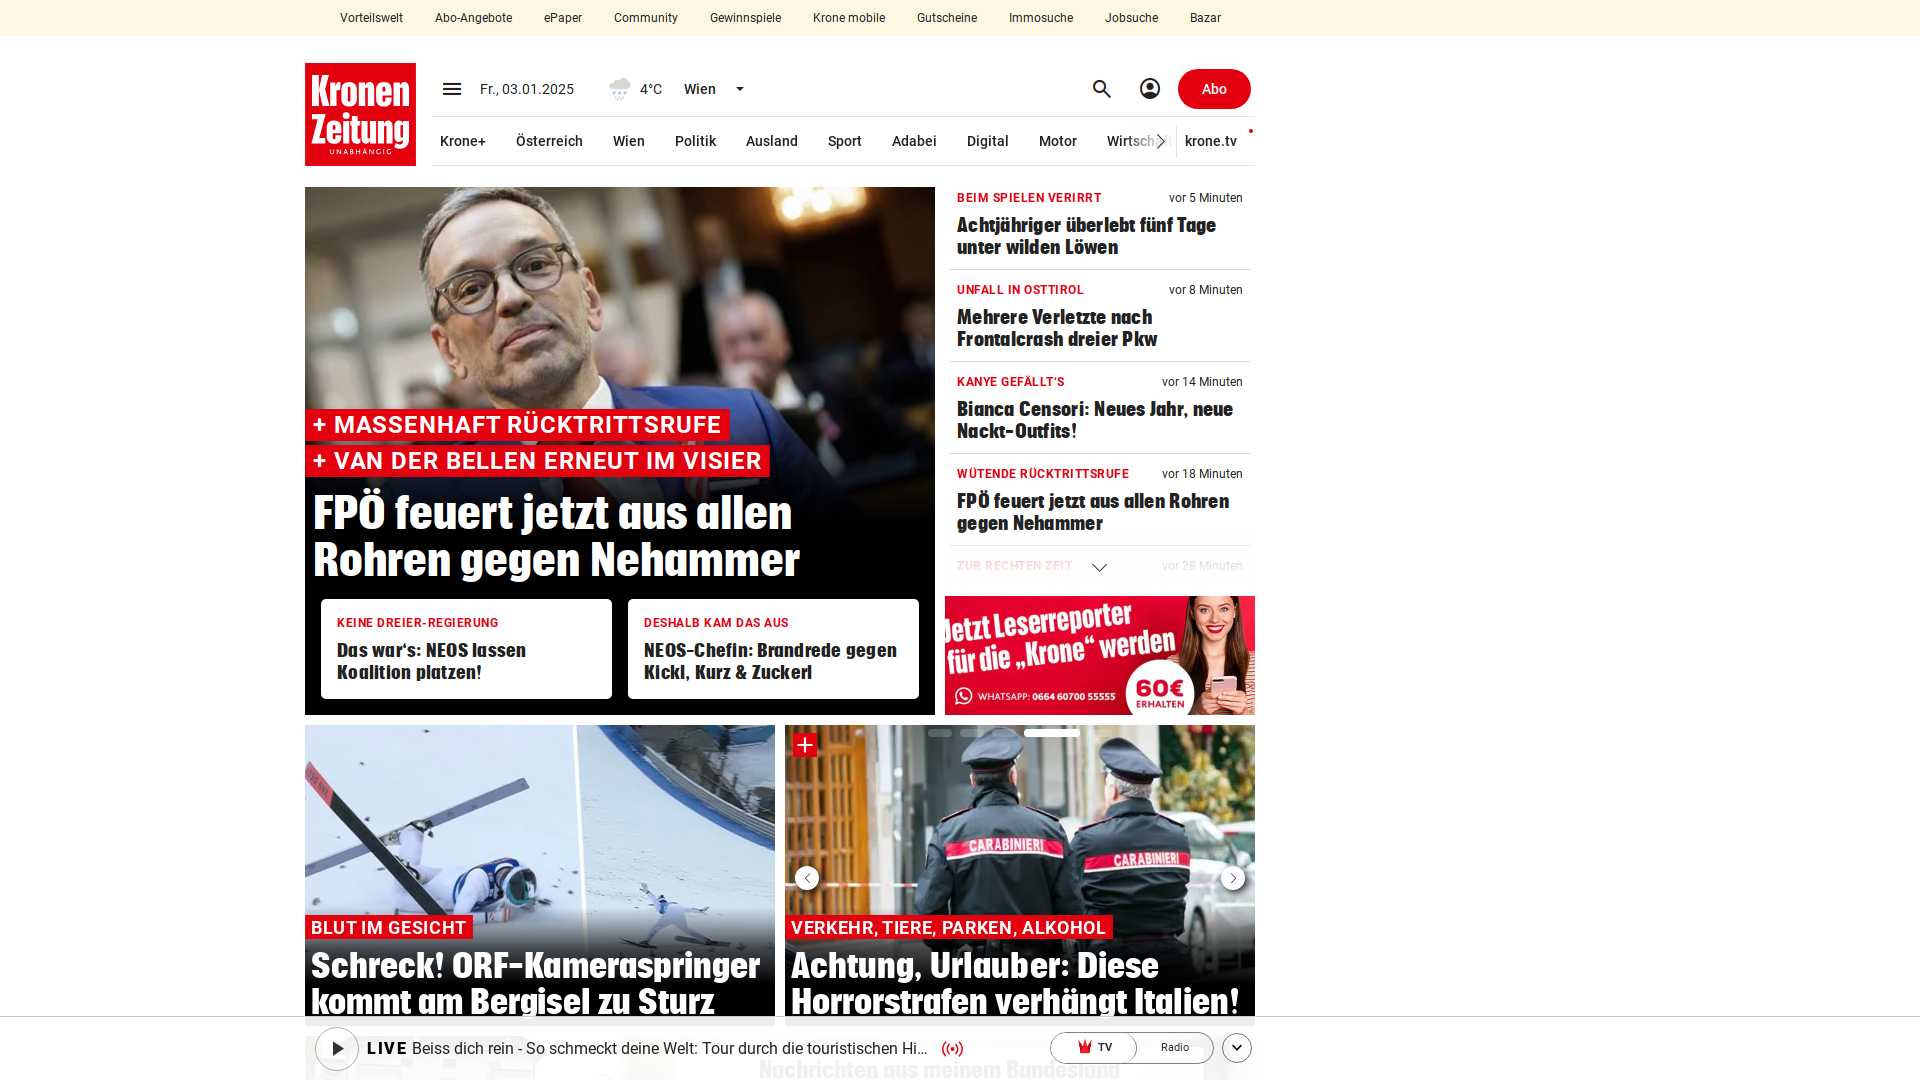 Vorteilswelt
Abo-Angebote
ePaper
Community
Gewinnspiele
Krone mobile
Gutscheine
Immosuche
Jobsuche
Bazar
Kronen
Zeitung
UNABHÄNGIG
Fr., 03.01.2025
4°C
Wien
Abo
Krone+
Österreich
Wien
Politik
Ausland
Sport
Adabei
Digital
Motor
Wirtschaft
krone.tv
+ MASSENHAFT RÜCKTRITTSRUFE
+ VAN DER BELLEN ERNEUT IM VISIER
FPÖ feuert jetzt aus allen
Rohren gegen Nehammer
KEINE DREIER-REGIERUNG
Das war's: NEOS lassen
Koalition platzen!
DESHALB KAM DAS AUS
NEOS-Chefin: Brandrede gegen
Kickl, Kurz & Zuckerl
BEIM SPIELEN VERIRRT
vor 5 Minuten
Achtjähriger überlebt fünf Tage
unter wilden Löwen
UNFALL IN OSTTIROL
vor 8 Minuten
Mehrere Verletzte nach
Frontalcrash dreier Pkw
KANYE GEFÄLLT'S
vor 14 Minuten
Bianca Censori: Neues Jahr, neue
Nackt-Outfits!
WÜTENDE RÜCKTRITTSRUFE
vor 18 Minuten
FPÖ feuert jetzt aus allen Rohren
gegen Nehammer
ZUR RECHTEN ZEIT
vor 28 Minuten
Jetzt Leserreporter
für die „Krone“ werden
WHATSAPP: 0664 60700 55555
60€
ERHALTEN
BLUT IM GESICHT
Schreck! ORF-Kameraspringer
kommt am Bergisel zu Sturz
CARABINIERI
CARABINIERI
VERKEHR, TIERE, PARKEN, ALKOHOL
Achtung, Urlauber: Diese
Horrorstrafen verhängt Italien!
LIVE Beiss dich rein - So schmeckt deine Welt: Tour durch die touristischen Hi...
TV
Radio
Nachrichten aus meinem Bundesland